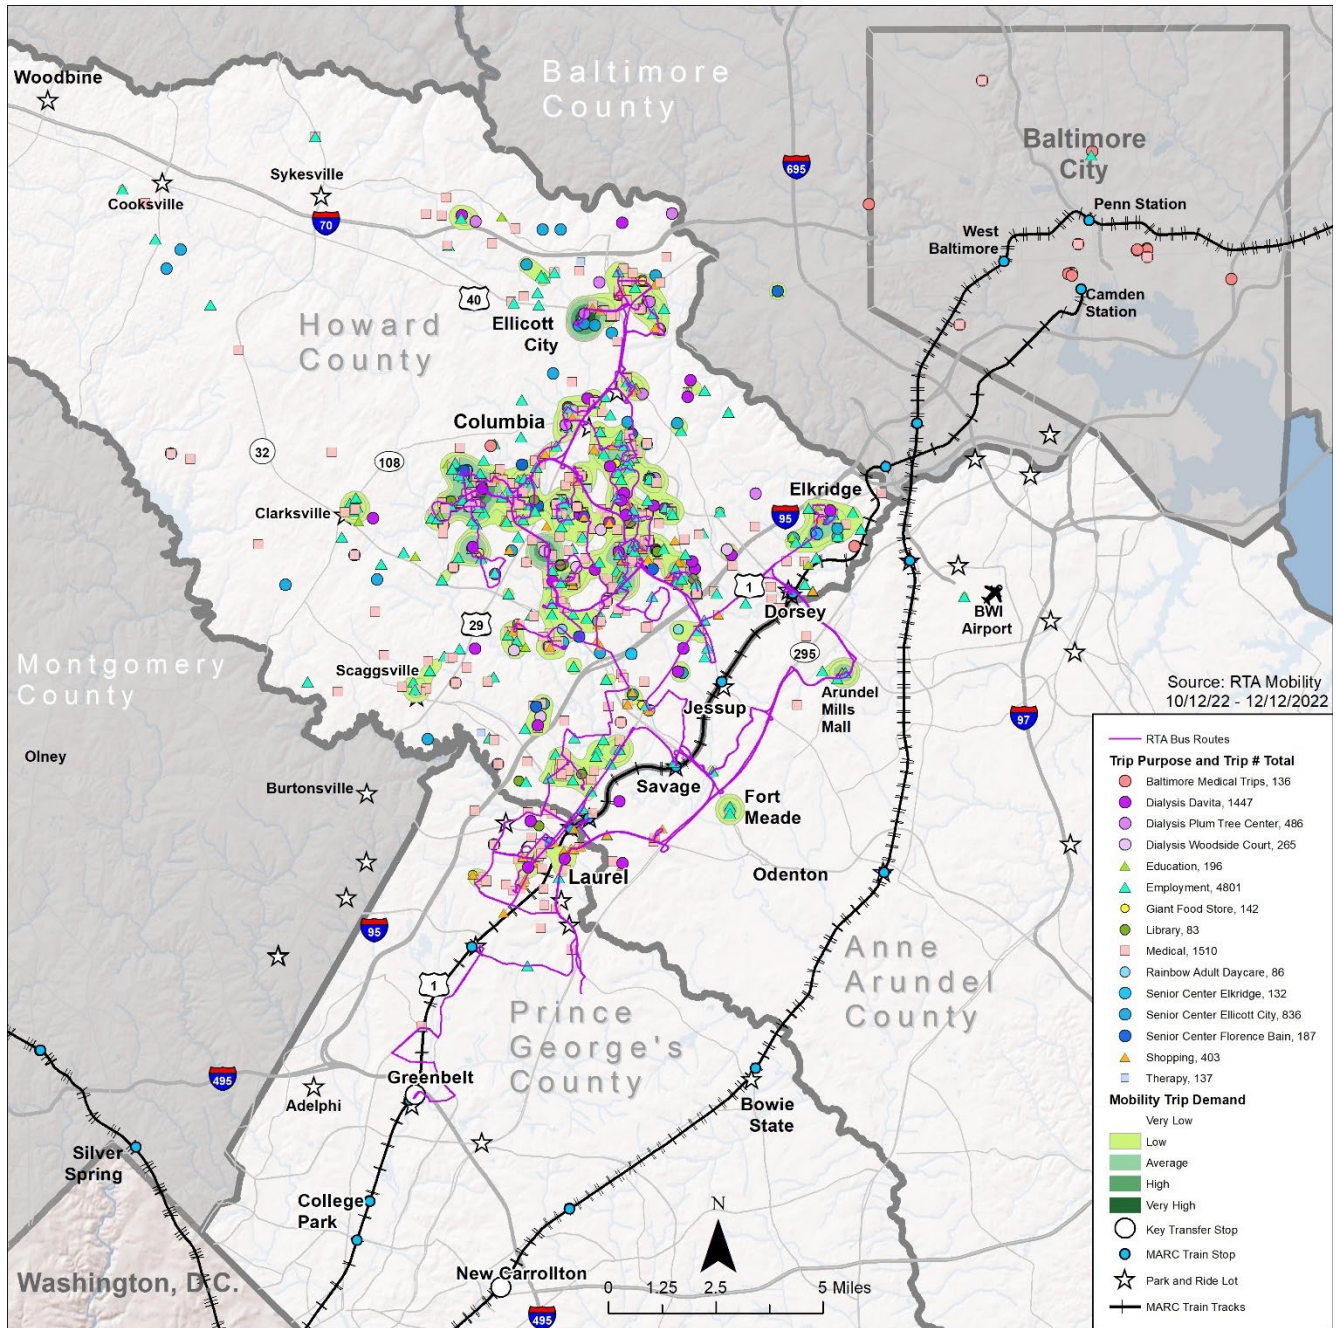 Woodbine
Baltimore
County
Baltimore
City
695
Sykesville
Cooksville
70
Penn Station
West
Baltimore
40
Camden
Station
Ellicott
City
Howard
County
Columbia
32
108
Elkridge
Clarksville
95
1
BWI
Airport
Dorsey
29
295
Montgomery
County
Scaggsville
Arundel
Mills
Mall
Jessup
Source: RTA Mobility
10/12/22 - 12/12/2022
97
Olney
Burtonsville
Savage
Fort
Meade
Laurel
Odenton
95
1
Anne
Arundel
County
Prince
George's
County
495
Greenbelt
Adelphi
Bowie
State
Silver
Spring
College
Park
Washington, D.C.
New Carrollton
495
N
0 1.25 2.5 5 Miles
RTA Bus Routes
Trip Purpose and Trip # Total
Baltimore Medical Trips, 136
Dialysis Davita, 1447
Dialysis Plum Tree Center, 486
Dialysis Woodside Court, 265
Education, 196
Employment, 4801
Giant Food Store, 142
Library, 83
Medical, 1510
Rainbow Adult Daycare, 86
Senior Center Elkridge, 132
Senior Center Ellicott City, 836
Senior Center Florence Bain, 187
Shopping, 403
Therapy, 137
Mobility Trip Demand
Very Low
Low
Average
High
Very High
Key Transfer Stop
MARC Train Stop
Park and Ride Lot
MARC Train Tracks